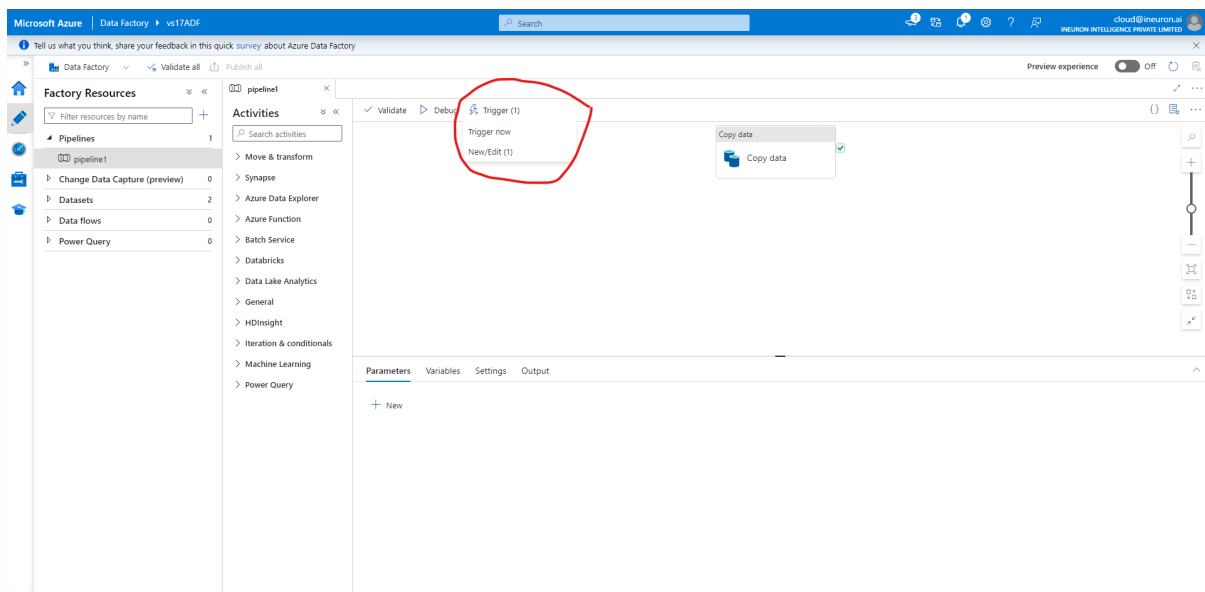 Microsoft Azure Data Factory vs17ADF Search cloud@ineuron.ai
INEURON INTELLIGENCE PRIVATE LIMITED
Tell us what you think, share your feedback in this quick survey about Azure Data Factory
Data Factory Validate all Publish all Preview experience Off
Factory Resources
Filter resources by name
Pipelines 1
pipeline1
Change Data Capture (preview) 0
Datasets 2
Data flows 0
Power Query 0
pipeline1
Activities
Search activities
Move & transform
Synapse
Azure Data Explorer
Azure Function
Batch Service
Databricks
Data Lake Analytics
General
HDInsight
Iteration & conditionals
Machine Learning
Power Query
Validate Debug Trigger (1)
Trigger now
New/Edit (1)
Copy data
Copy data
Parameters Variables Settings Output
New